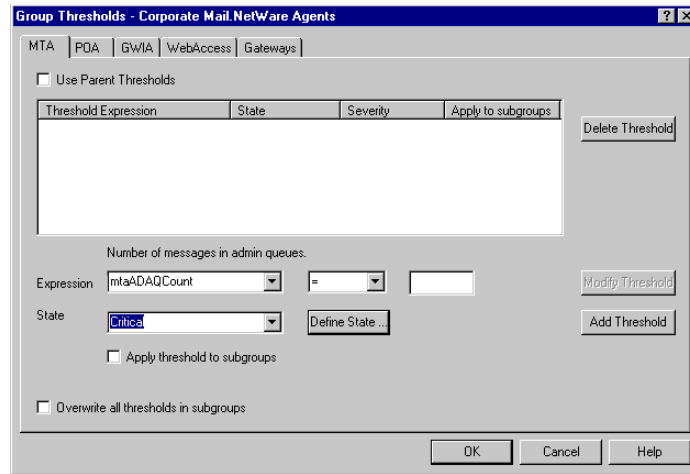 Group Thresholds - Corporate Mail.NetWare Agents
MTA POA GWIA WebAccess Gateways
Use Parent Thresholds
Threshold Expression State Severity Apply to subgroups
Delete Threshold
Number of messages in admin queues.
Expression mtaADAQCount = Modify Threshold
State Critical Define State ... Add Threshold
Apply threshold to subgroups
Overwrite all thresholds in subgroups
OK Cancel Help